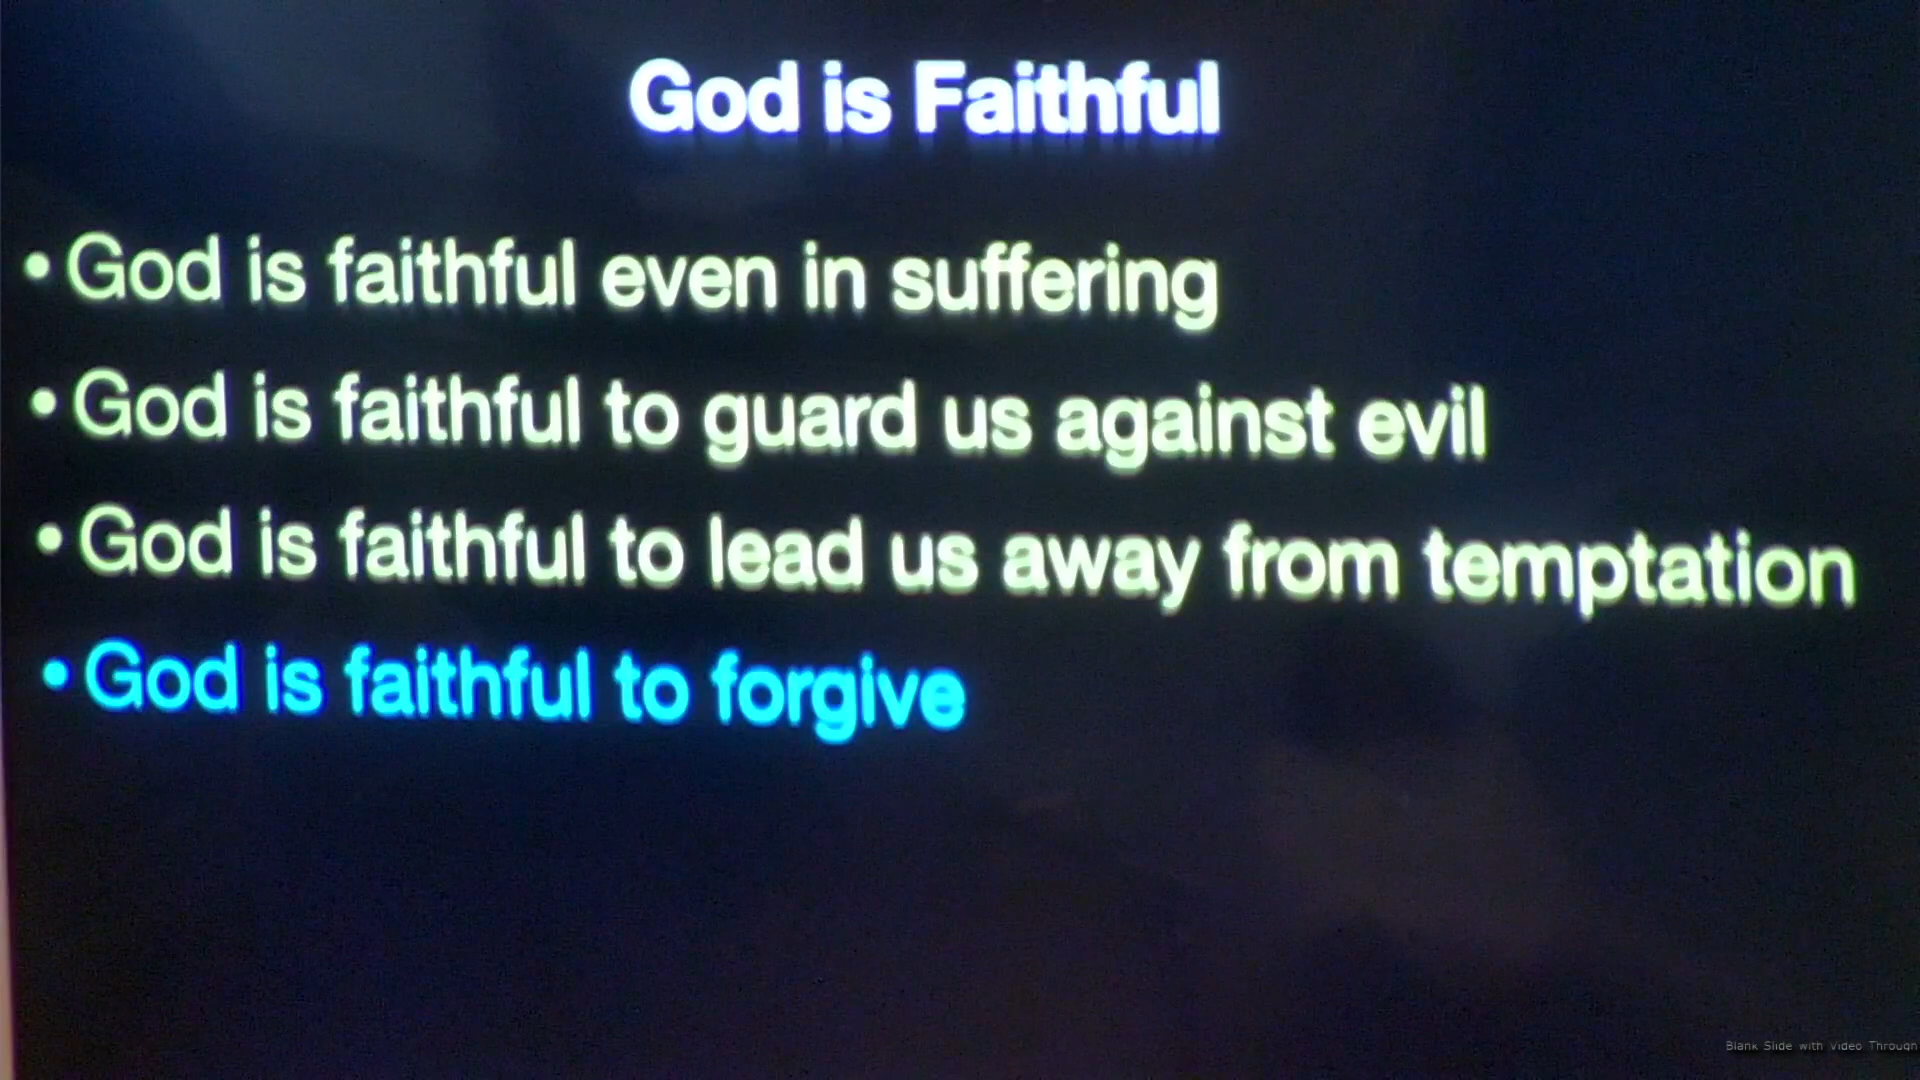 God is Faithful
• God is faithful even in suffering
• God is faithful to guard us against evil
• God is faithful to lead us away from temptation
• God is faithful to forgive
Blank Slide with Video Through